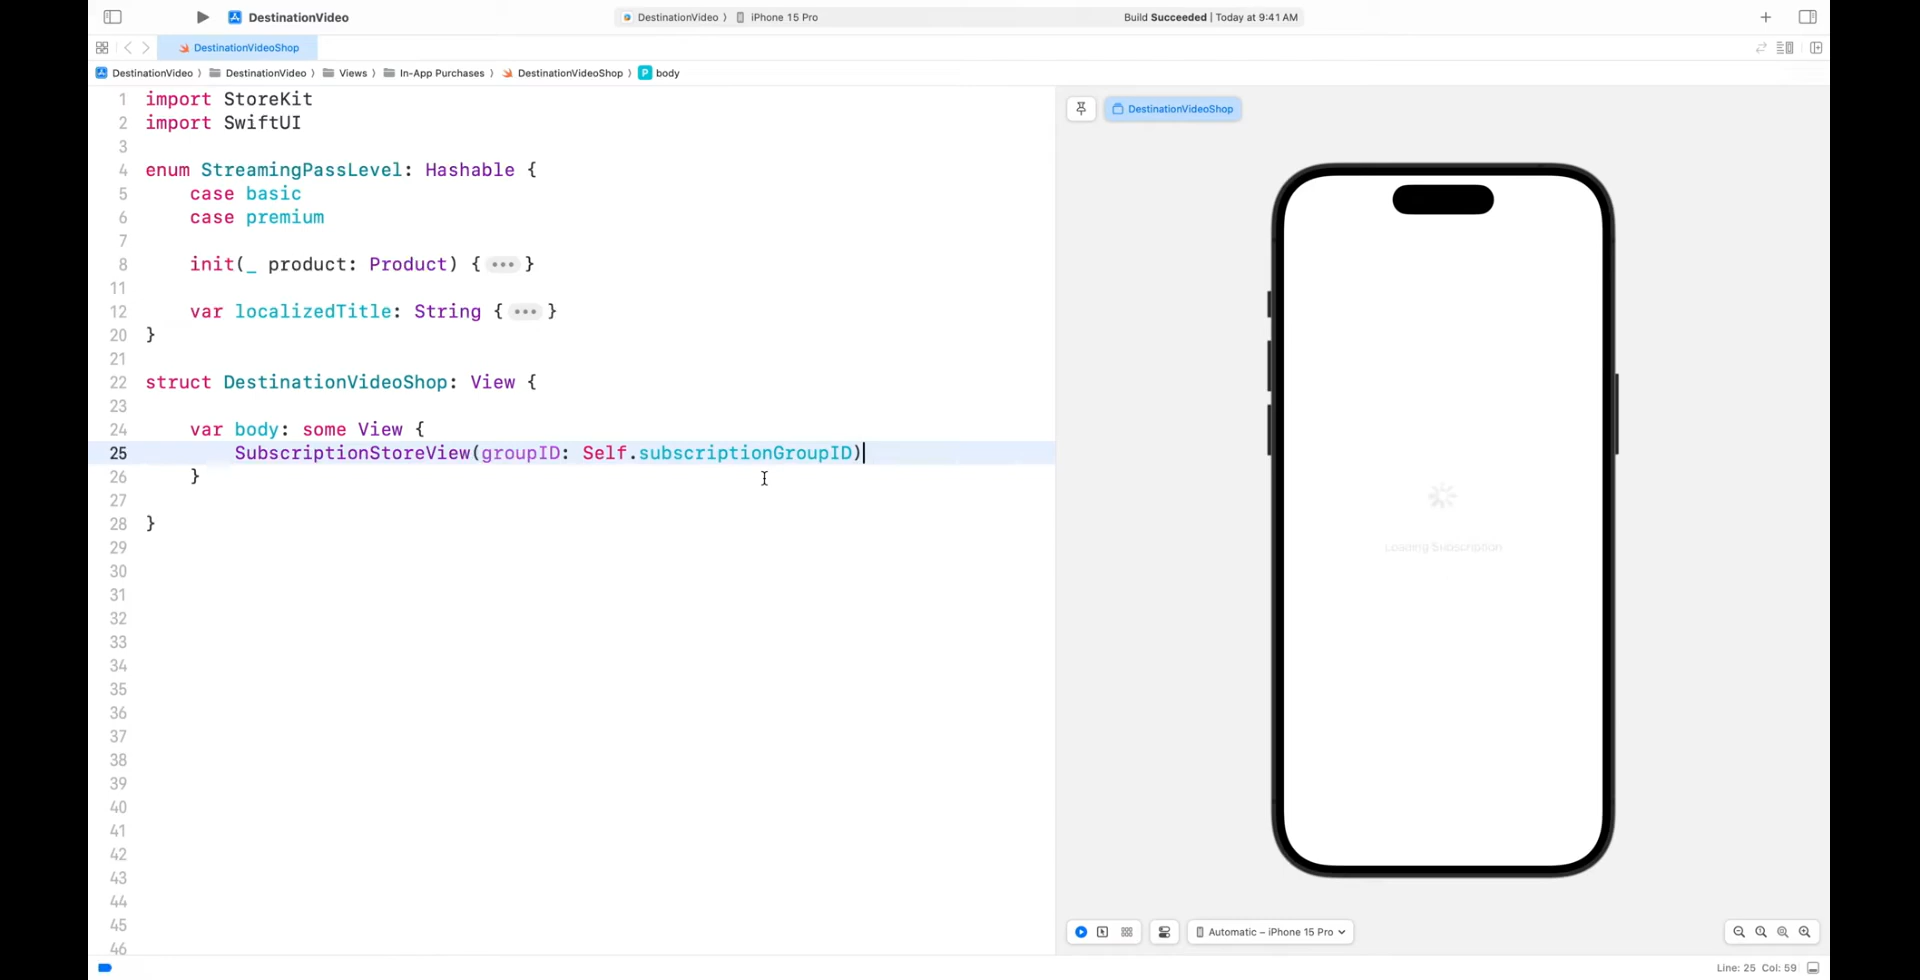 DestinationVideo
DestinationVideo 〉 iPhone 15 Pro
Build Succeeded | Today at 9:41 AM
DestinationVideoShop
DestinationVideo 〉 DestinationVideo 〉 Views 〉 In-App Purchases 〉 DestinationVideoShop 〉 P body
1 import StoreKit
2 import SwiftUI
3
4 enum StreamingPassLevel: Hashable {
5 case basic
6 case premium
7
8 init(_ product: Product) { ••• }
11
12 var localizedTitle: String { ••• }
20 }
21
22 struct DestinationVideoShop: View {
23
24 var body: some View {
25 SubscriptionStoreView(groupID: Self.subscriptionGroupID)
26 }
27
28 }
29
30
31
32
33
34
35
36
37
38
39
40
41
42
43
44
45
46
DestinationVideoShop
Loading Subscription
Automatic – iPhone 15 Pro
Line: 25 Col: 59